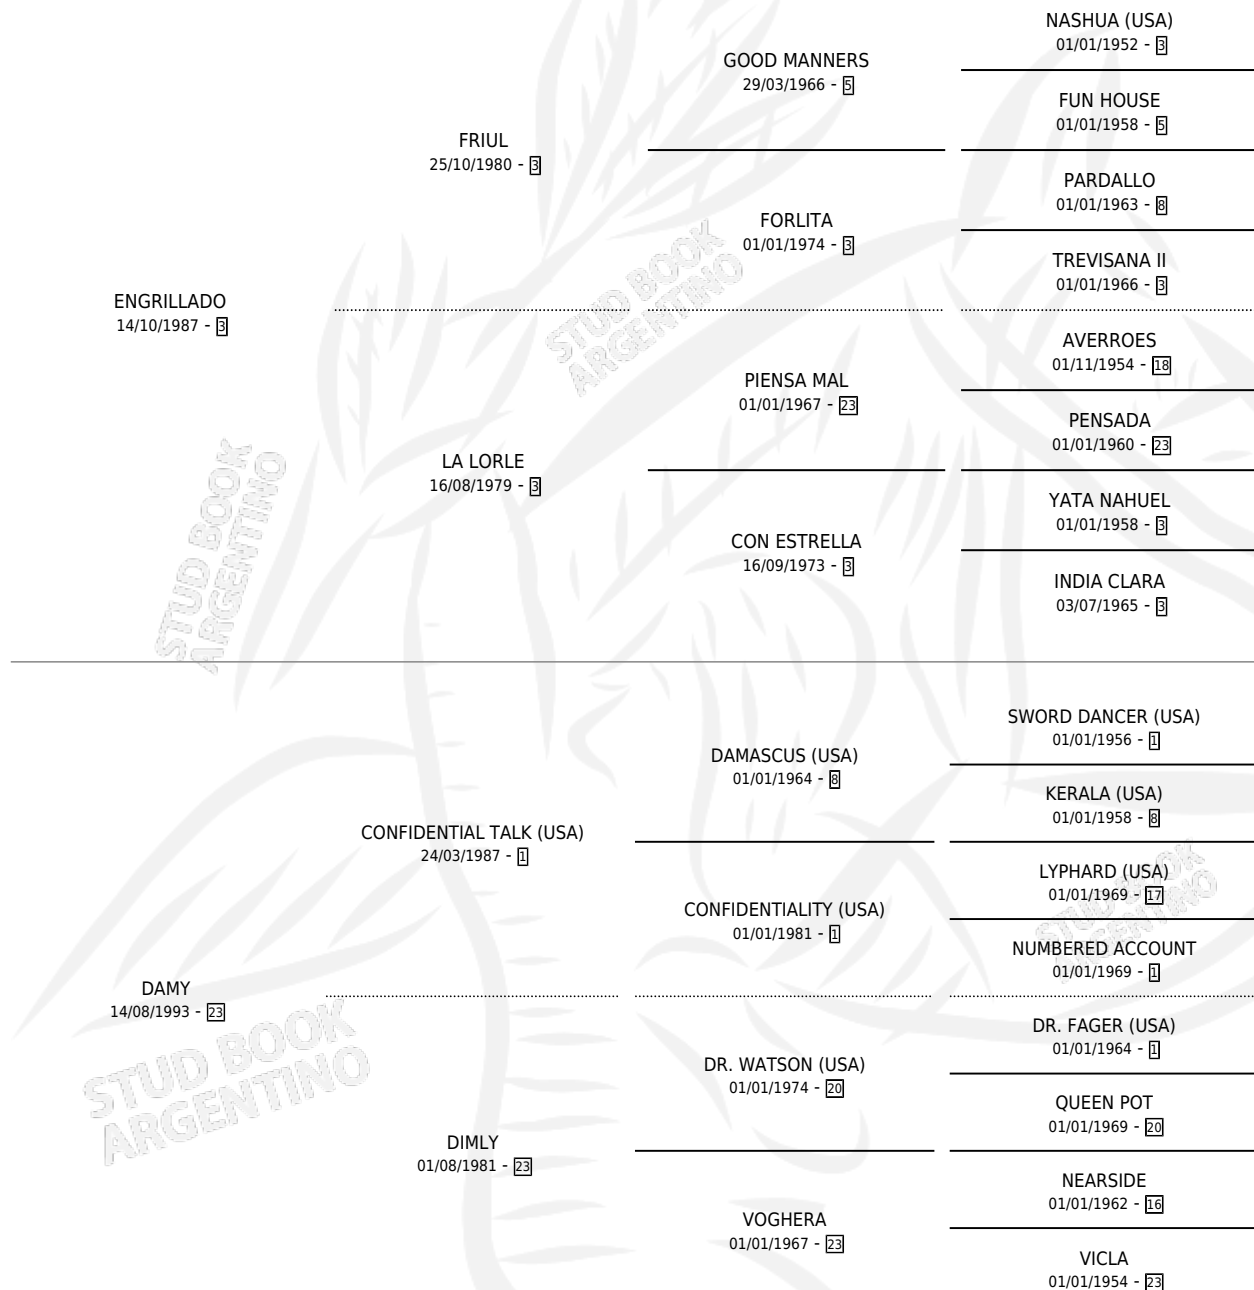 NASHUA (USA)
01/01/1952 - 3
GOOD MANNERS
29/03/1966 - 5
FUN HOUSE
01/01/1958 - 5
FRIUL
25/10/1980 - 3
PARDALLO
01/01/1963 - 8
FORLITA
01/01/1974 - 3
TREVISANA II
01/01/1966 - 3
ENGRILLADO
14/10/1987 - 3
AVERROES
01/11/1954 - 18
PIENSA MAL
01/01/1967 - 23
PENSADA
01/01/1960 - 23
LA LORLE
16/08/1979 - 3
YATA NAHUEL
01/01/1958 - 3
CON ESTRELLA
16/09/1973 - 3
INDIA CLARA
03/07/1965 - 3
STUD BOOK
ARGENTINO
STUD BOOK
ARGENTINO
SWORD DANCER (USA)
01/01/1956 - 1
DAMASCUS (USA)
01/01/1964 - 8
KERALA (USA)
01/01/1958 - 8
CONFIDENTIAL TALK (USA)
24/03/1987 - 1
LYPHARD (USA)
01/01/1969 - 17
CONFIDENTIALITY (USA)
01/01/1981 - 1
NUMBERED ACCOUNT
01/01/1969 - 1
DAMY
14/08/1993 - 23
DR. FAGER (USA)
01/01/1964 - 1
DR. WATSON (USA)
01/01/1974 - 20
QUEEN POT
01/01/1969 - 20
DIMLY
01/08/1981 - 23
NEARSIDE
01/01/1962 - 16
VOGHERA
01/01/1967 - 23
VICLA
01/01/1954 - 23
STUD BOOK
ARGENTINO
STUD BOOK
ARGENTINO